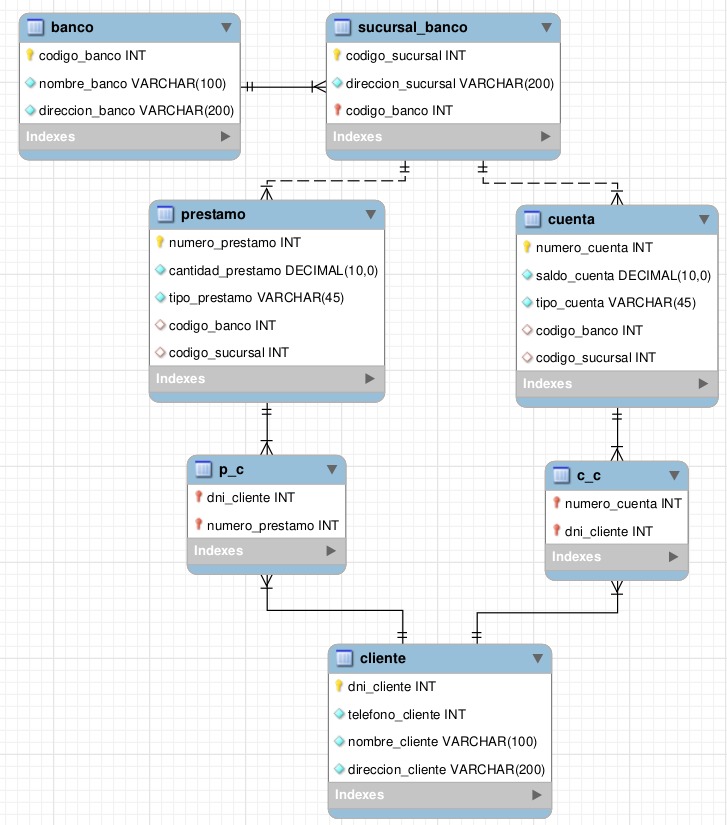 banco
codigo_banco INT
nombre_banco VARCHAR(100)
direccion_banco VARCHAR(200)
Indexes
sucursal_banco
codigo_sucursal INT
direccion_sucursal VARCHAR(200)
codigo_banco INT
Indexes
prestamo
numero_prestamo INT
cantidad_prestamo DECIMAL(10,0)
tipo_prestamo VARCHAR(45)
codigo_banco INT
codigo_sucursal INT
Indexes
cuenta
numero_cuenta INT
saldo_cuenta DECIMAL(10,0)
tipo_cuenta VARCHAR(45)
codigo_banco INT
codigo_sucursal INT
Indexes
p_c
dni_cliente INT
numero_prestamo INT
Indexes
c_c
numero_cuenta INT
dni_cliente INT
Indexes
cliente
dni_cliente INT
telefono_cliente INT
nombre_cliente VARCHAR(100)
direccion_cliente VARCHAR(200)
Indexes